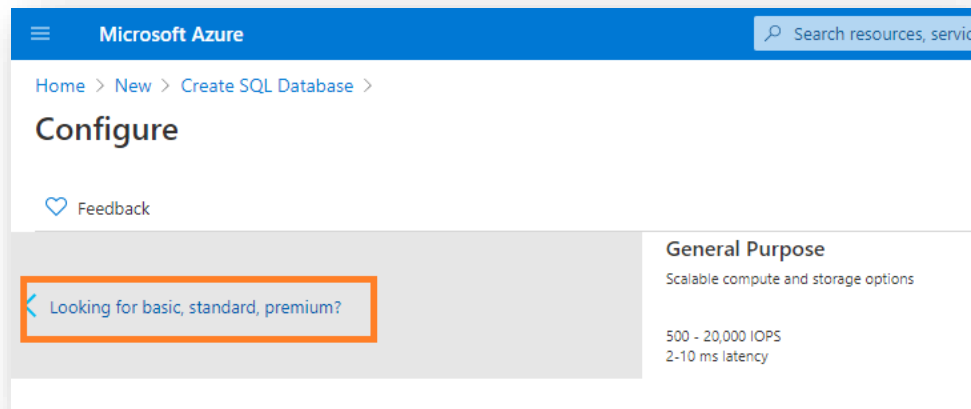 Microsoft Azure
Search resources, servic
Home > New > Create SQL Database >
Configure
Feedback
Looking for basic, standard, premium?
General Purpose
Scalable compute and storage options
500 - 20,000 IOPS
2-10 ms latency